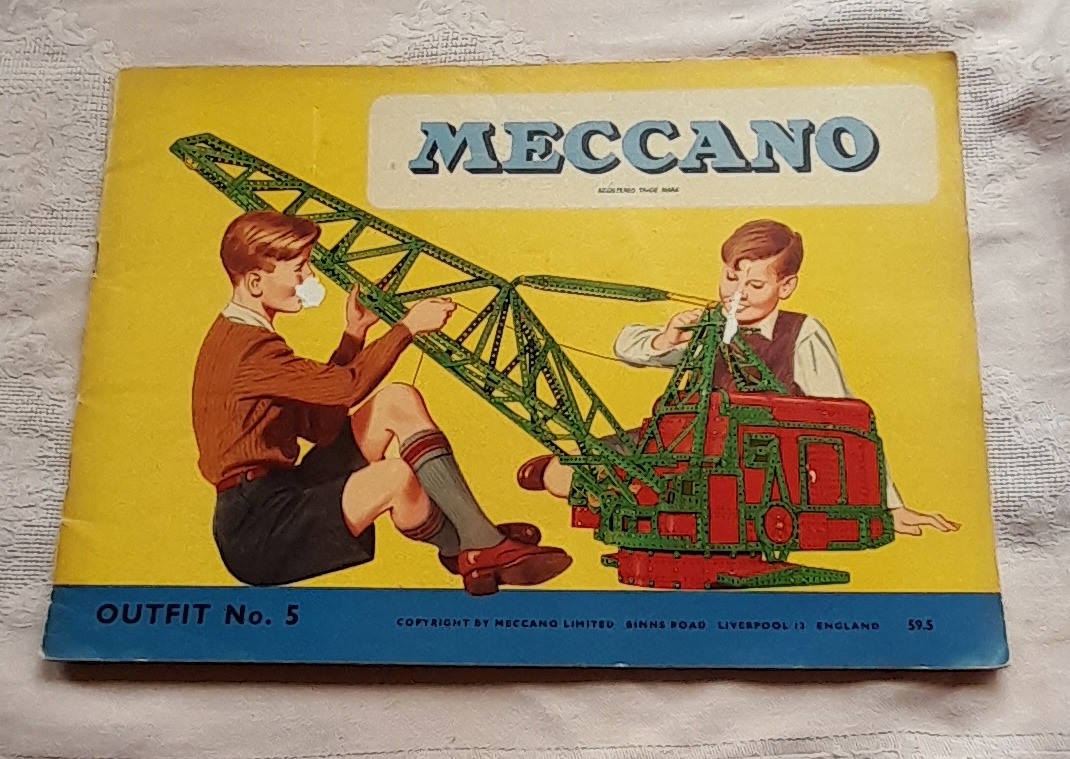 MECCANO
REGISTERED TRADE MARK
OUTFIT No. 5
COPYRIGHT BY MECCANO LIMITED BINNS ROAD LIVERPOOL 13 ENGLAND 59.5